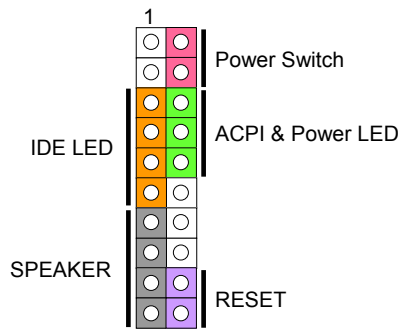 1
Power Switch
IDE LED
ACPI & Power LED
SPEAKER
RESET